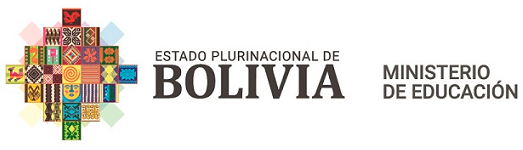 ESTADO PLURINACIONAL DE
BOLIVIA
MINISTERIO
DE EDUCACIÓN